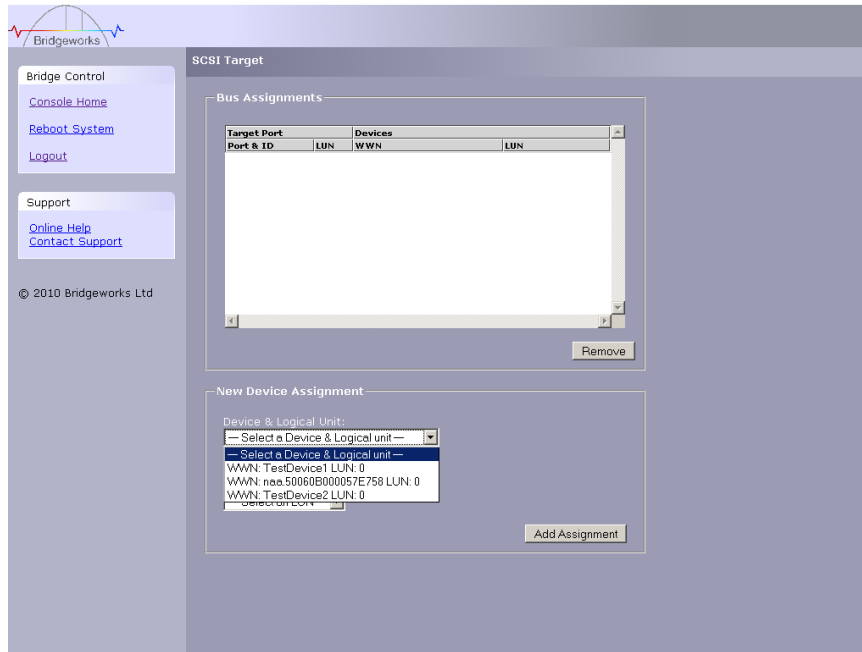 Bridgeworks
SCSI Target
Bridge Control
Console Home
Reboot System
Logout
Support
Online Help
Contact Support
© 2010 Bridgeworks Ltd
Bus Assignments
Target Port Devices
Port & ID LUN WWN LUN
Remove
New Device Assignment
Device & Logical Unit:
— Select a Device & Logical unit —
— Select a Device & Logical unit —
WWN: TestDevice1 LUN: 0
WWN: naa.50060B000057E758 LUN: 0
WWN: TestDevice2 LUN: 0
Select an LUN
Add Assignment